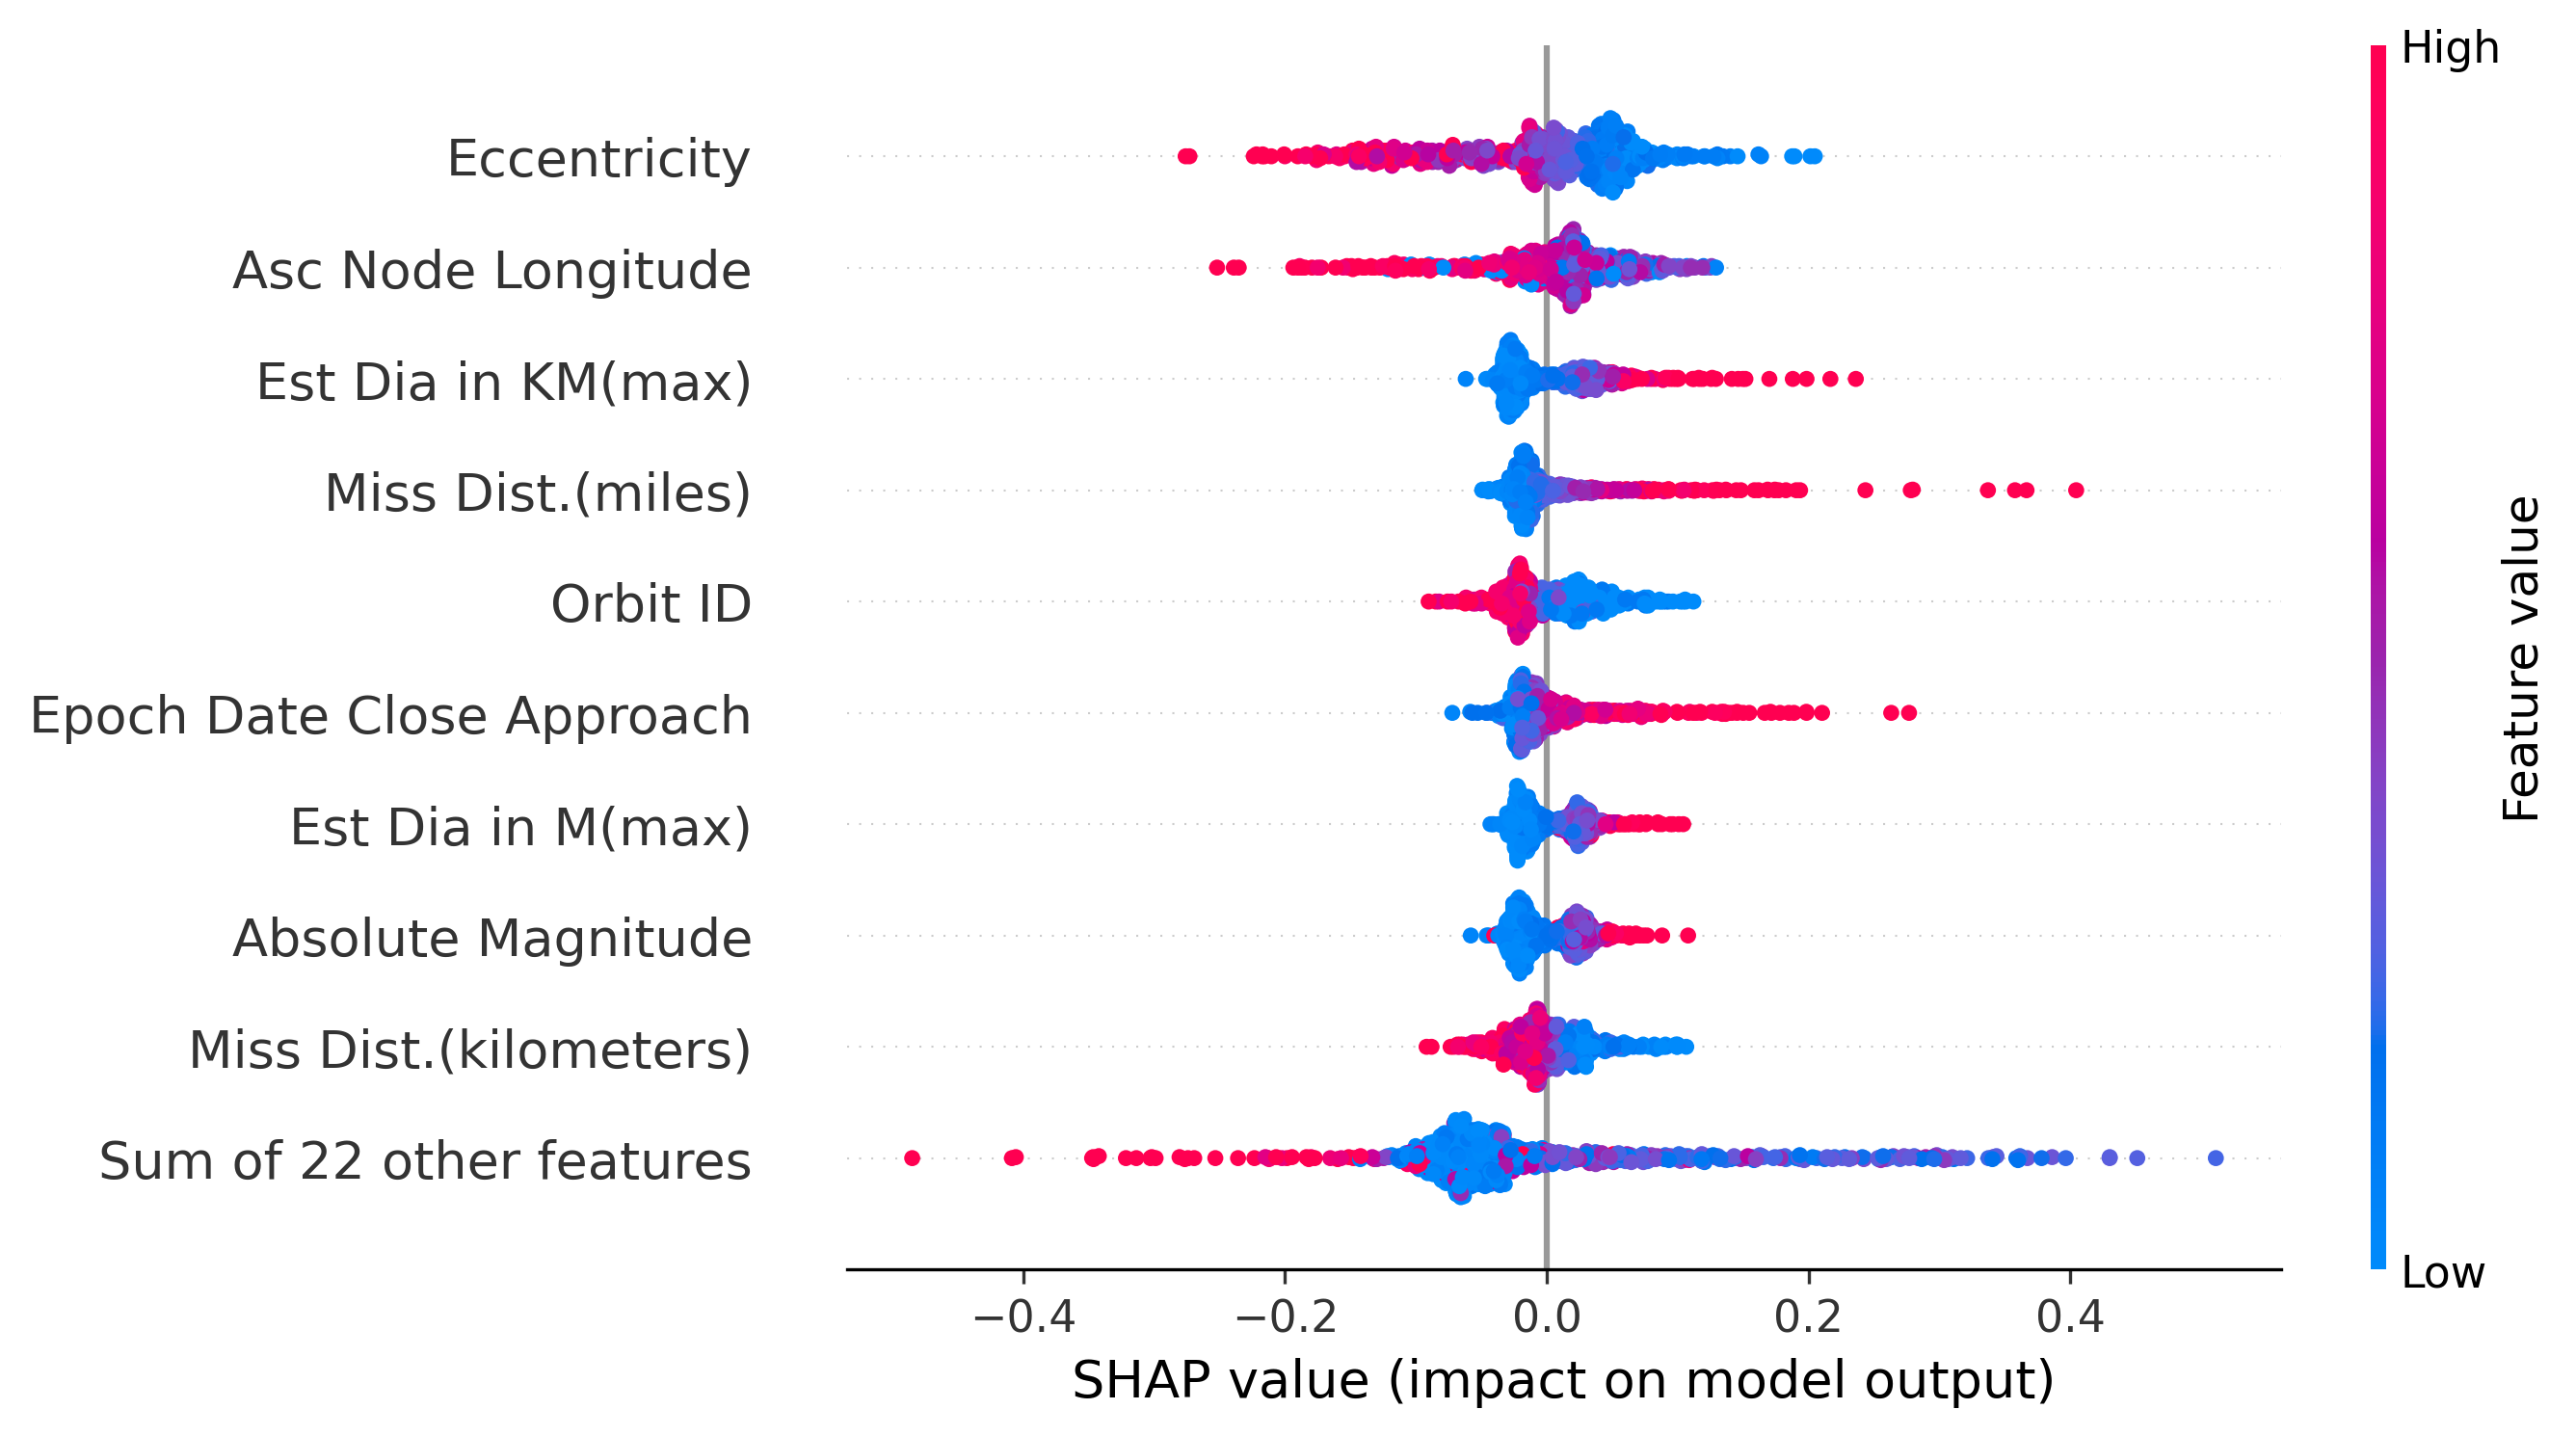 High
Eccentricity
Asc Node Longitude
Est Dia in KM(max)
Miss Dist.(miles)
Orbit ID
Epoch Date Close Approach
Est Dia in M(max)
Absolute Magnitude
Miss Dist.(kilometers)
Sum of 22 other features
Feature value
Low
−0.4 −0.2 0.0 0.2 0.4
SHAP value (impact on model output)